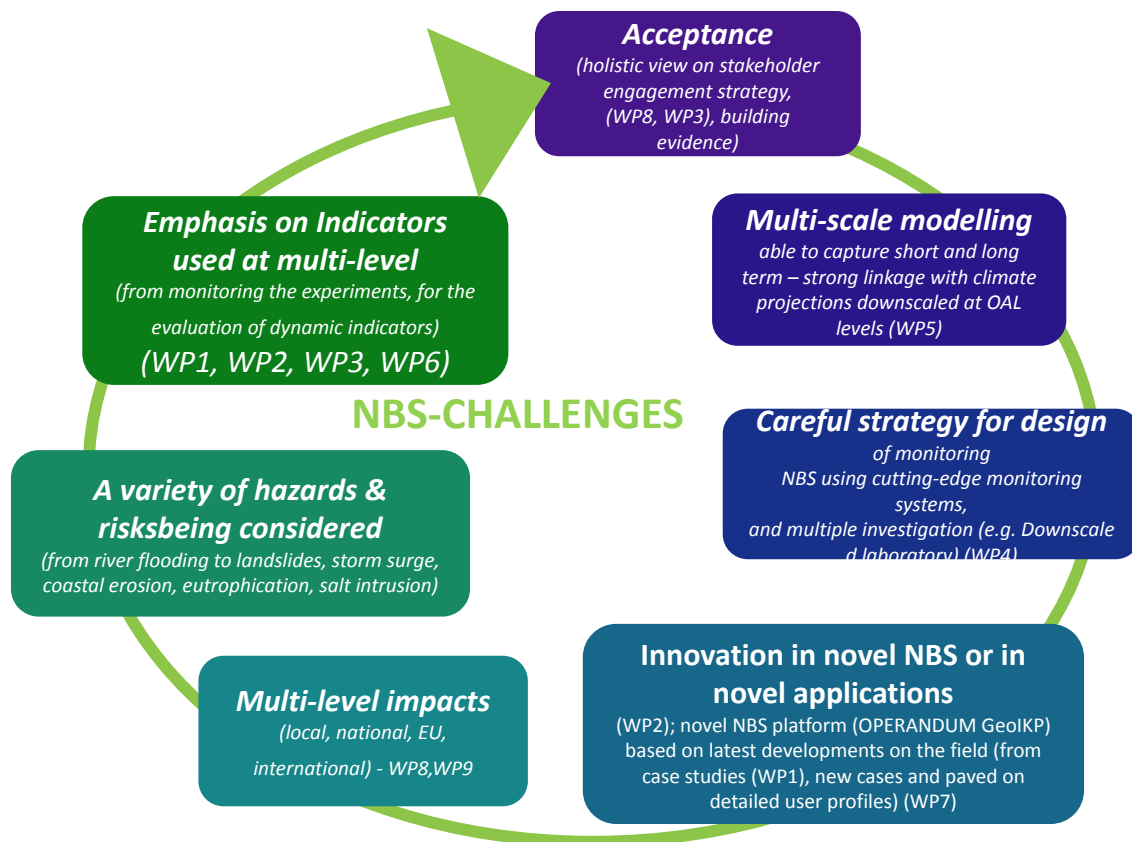 Acceptance
(holistic view on stakeholder
engagement strategy,
(WP8, WP3), building
evidence)
Multi-scale modelling
able to capture short and long
term – strong linkage with climate
projections downscaled at OAL
levels (WP5)
Careful strategy for design
of monitoring
NBS using cutting-edge monitoring
systems,
and multiple investigation (e.g. Downscale
d laboratory) (WP4)
Innovation in novel NBS or in
novel applications
(WP2); novel NBS platform (OPERANDUM GeoIKP)
based on latest developments on the field (from
case studies (WP1), new cases and paved on
detailed user profiles) (WP7)
Multi-level impacts
(local, national, EU,
international) - WP8,WP9
A variety of hazards &
risksbeing considered
(from river flooding to landslides, storm surge,
coastal erosion, eutrophication, salt intrusion)
Emphasis on Indicators
used at multi-level
(from monitoring the experiments, for the
evaluation of dynamic indicators)
(WP1, WP2, WP3, WP6)
NBS-CHALLENGES